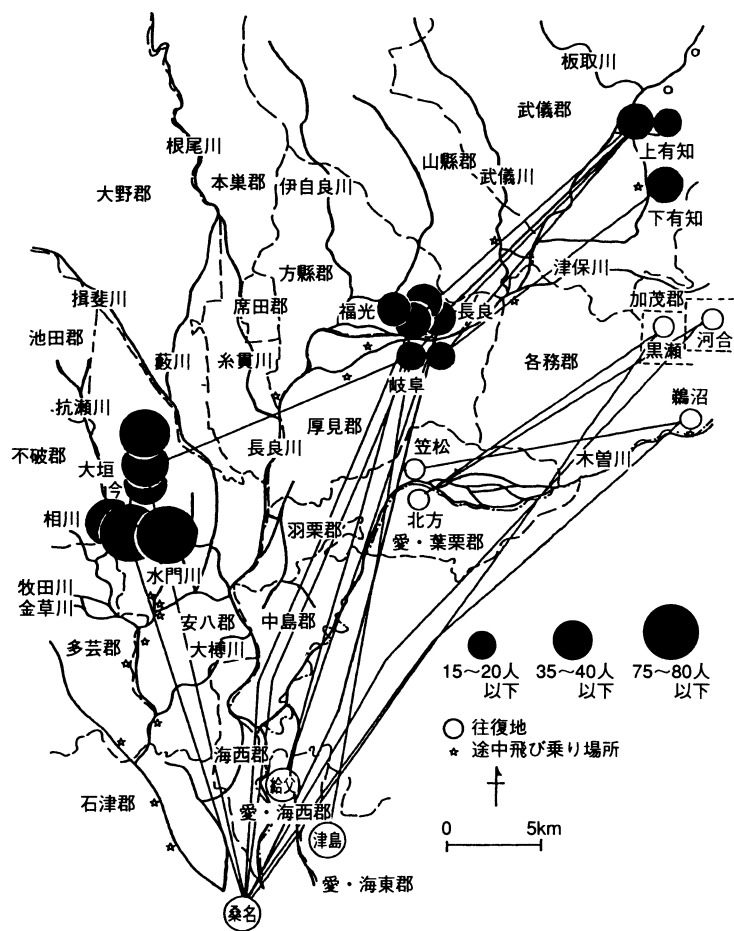 板取川
武儀郡
上有知
根尾川
山縣郡
武儀川
本巣郡
伊自良川
大野郡
下有知
方縣郡
津保川
揖斐川
席田郡
福光
長良
加茂郡
池田郡
藪川
糸貫川
河合
黒瀬
岐阜
各務郡
杭瀬川
鵜沼
厚見郡
不破郡
長良川
笠松
大垣
木曽川
今
相川
北方
羽栗郡
愛・葉栗郡
水門川
牧田川
金草川
安八郡
中島郡
多芸郡
大榑川
15〜20人
以下
35〜40人
以下
75〜80人
以下
往復地
途中飛び乗り場所
海西郡
給父
石津郡
愛・海西郡
津島
0
5km
愛・海東郡
桑名